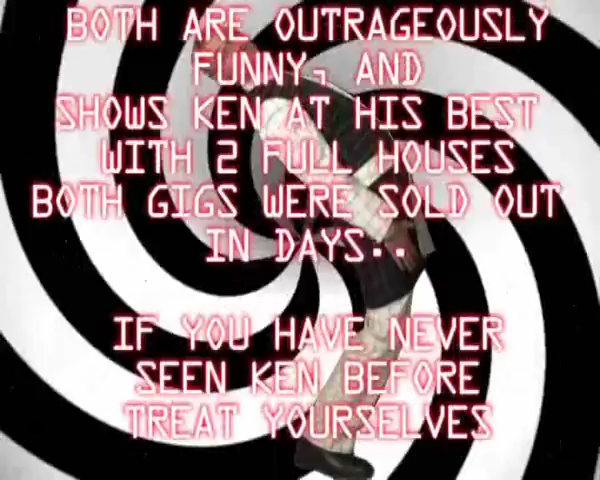 BOTH ARE OUTRAGEOUSLY
FUNNY, AND
SHOWS KEN AT HIS BEST
WITH 2 FULL HOUSES
BOTH GIGS WERE SOLD OUT
IN DAYS..
IF YOU HAVE NEVER
SEEN KEN BEFORE
TREAT YOURSELVES